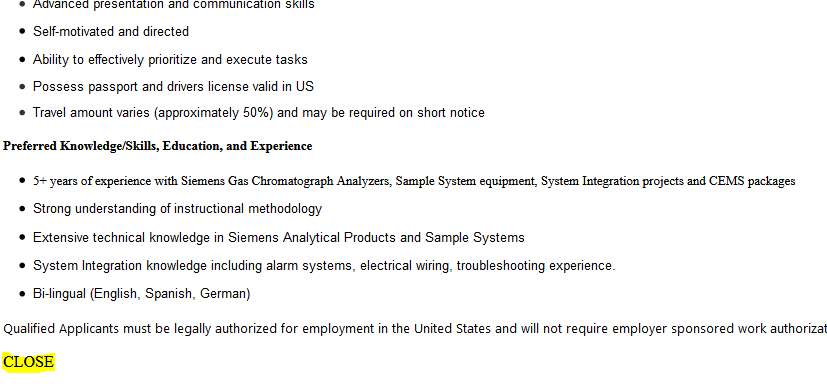 Advanced presentation and communication skills
Self-motivated and directed
Ability to effectively prioritize and execute tasks
Possess passport and drivers license valid in US
Travel amount varies (approximately 50%) and may be required on short notice
Preferred Knowledge/Skills, Education, and Experience
5+ years of experience with Siemens Gas Chromatograph Analyzers, Sample System equipment, System Integration projects and CEMS packages
Strong understanding of instructional methodology
Extensive technical knowledge in Siemens Analytical Products and Sample Systems
System Integration knowledge including alarm systems, electrical wiring, troubleshooting experience.
Bi-lingual (English, Spanish, German)
Qualified Applicants must be legally authorized for employment in the United States and will not require employer sponsored work authorizat
CLOSE